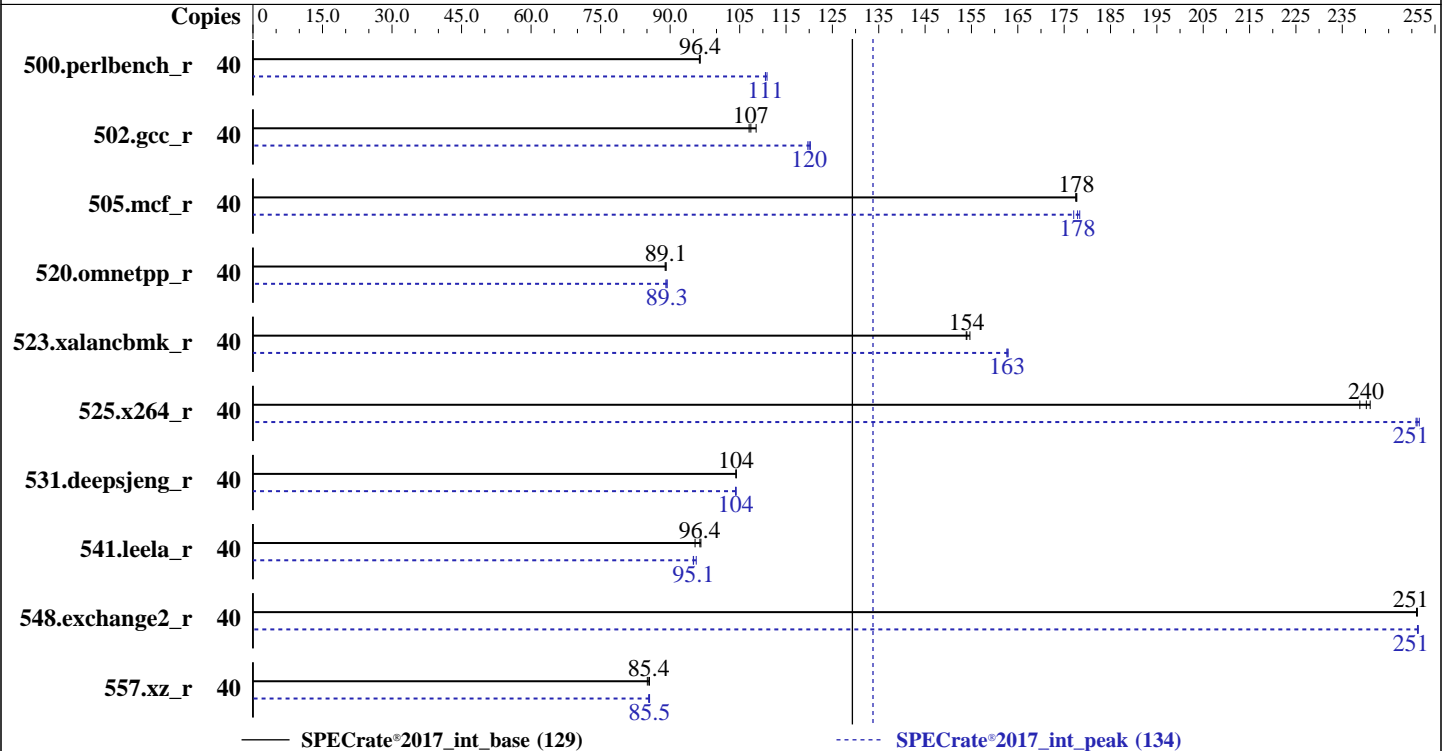 Copies 0 15.0 30.0 45.0 60.0 75.0 90.0 105 115 125 135 145 155 165 175 185 195 205 215 225 235 255
96.4
500.perlbench_r 40
111
107
502.gcc_r 40
120
178
505.mcf_r 40
178
89.1
520.omnetpp_r 40
89.3
154
523.xalancbmk_r 40
163
240
525.x264_r 40
251
104
531.deepsjeng_r 40
104
96.4
541.leela_r 40
95.1
251
548.exchange2_r 40
251
85.4
557.xz_r 40
85.5
SPECrate®2017_int_base (129) SPECrate®2017_int_peak (134)